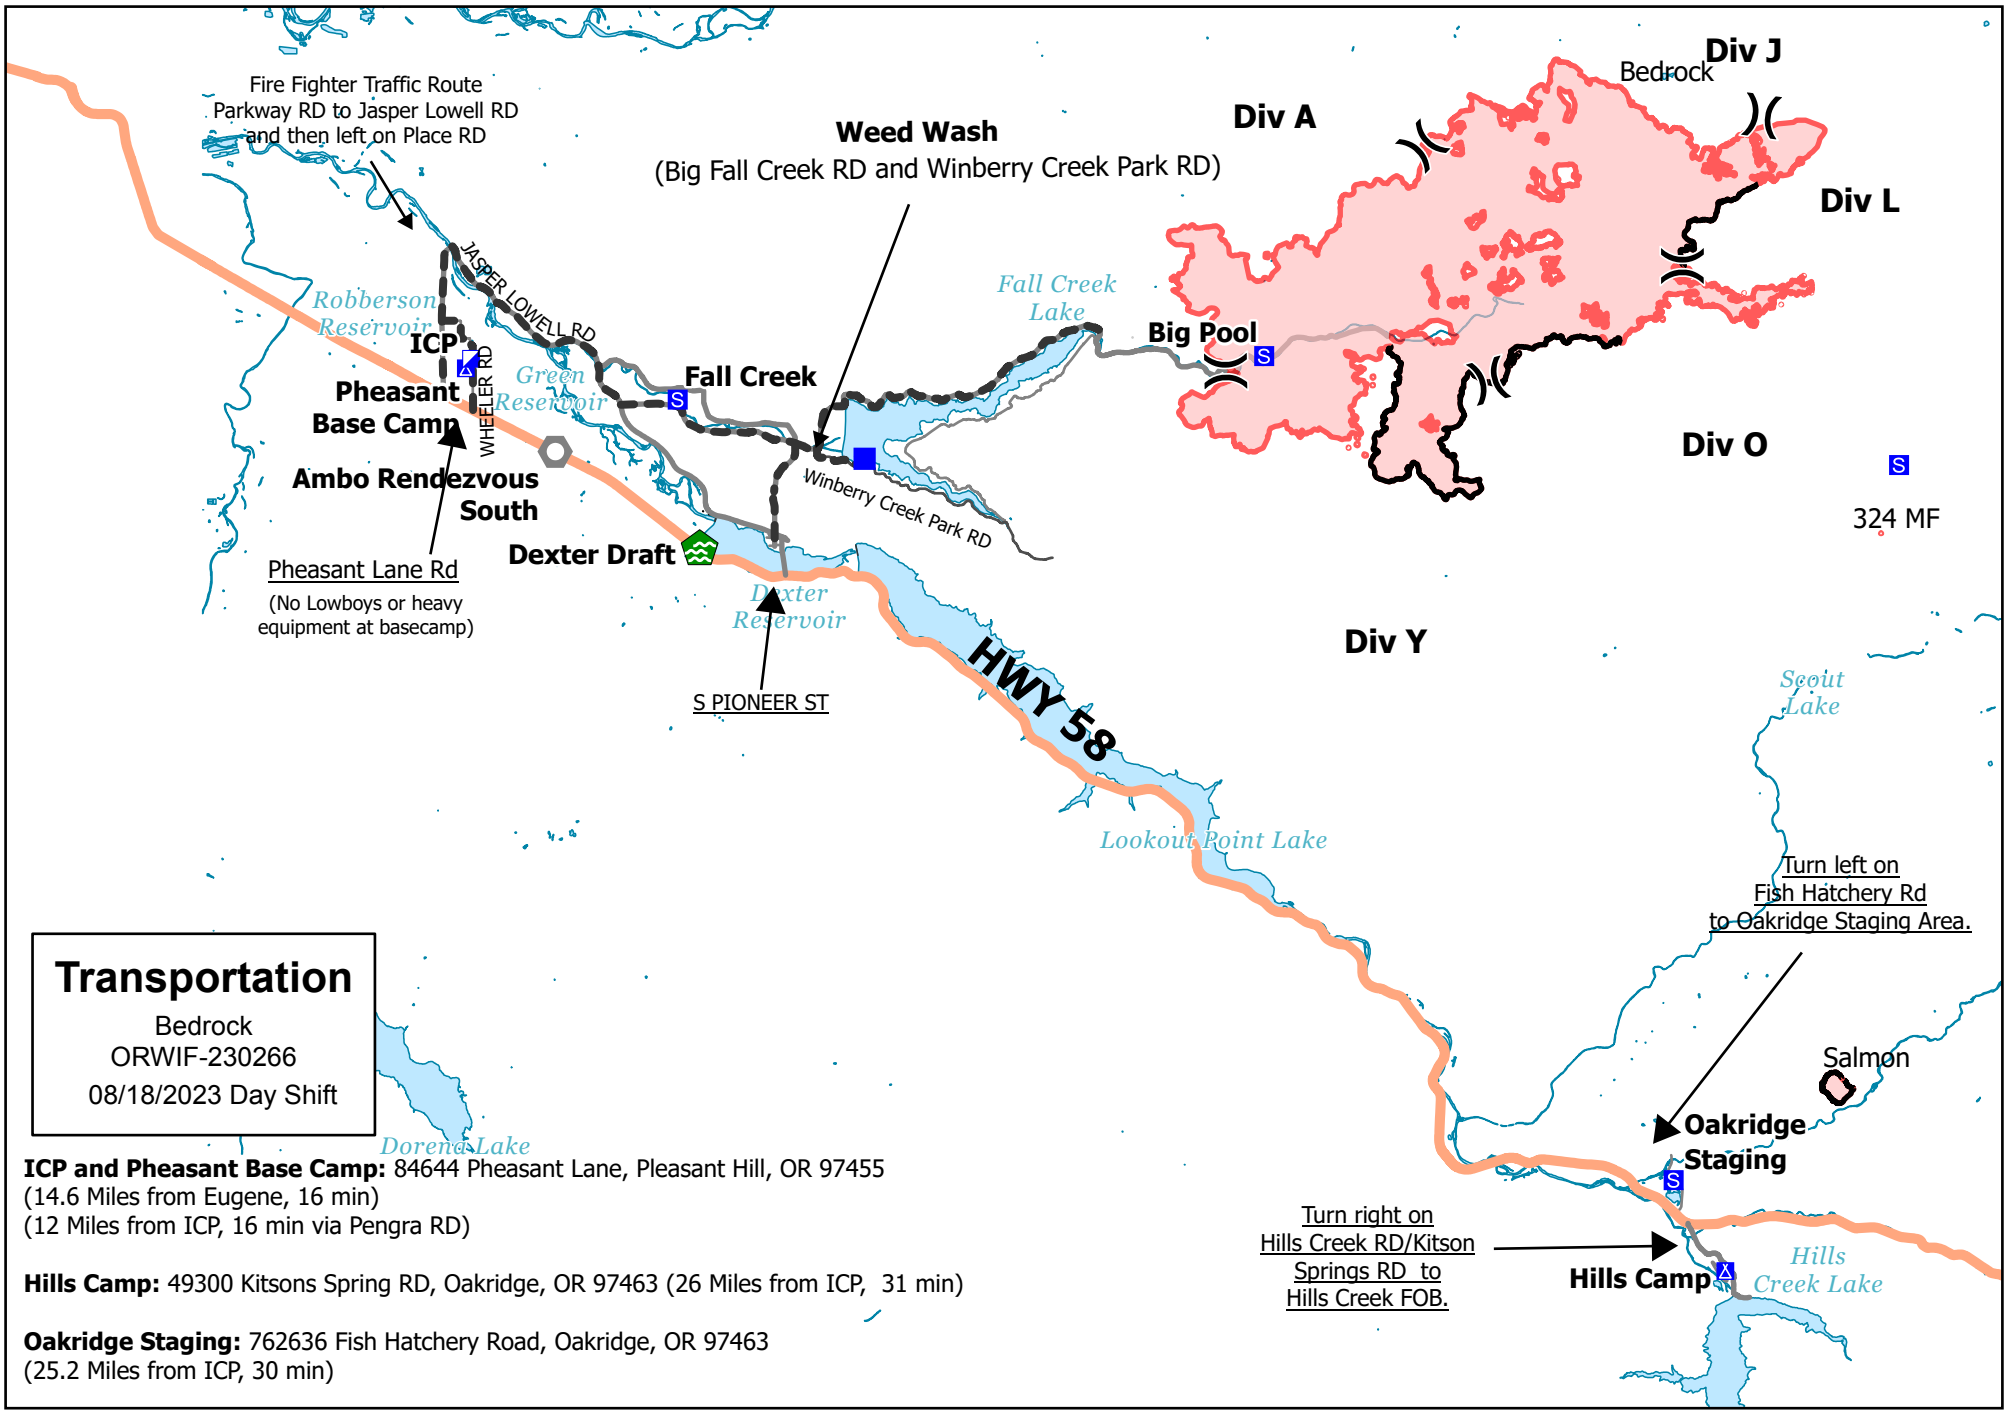 Div J
Bedrock
Fire Fighter Traffic Route
Parkway RD to Jasper Lowell RD
and then left on Place RD
Div A
Weed Wash
(Big Fall Creek RD and Winberry Creek Park RD)
Div L
JASPER LOWELL RD
Fall Creek
Lake
Robberson
Reservoir
Big Pool
S
ICP
WHEELER RD
Green
Reservoir
Fall Creek
S
Pheasant
Base Camp
Div O
S
Ambo Rendezvous
South
Winberry Creek Park RD
324 MF
Dexter Draft
Pheasant Lane Rd
(No Lowboys or heavy
equipment at basecamp)
Dexter
Reservoir
Div Y
HWY 58
S PIONEER ST
Scout
Lake
Lookout Point Lake
Turn left on
Fish Hatchery Rd
to Oakridge Staging Area.
Transportation
Bedrock
ORWIF-230266
08/18/2023 Day Shift
Salmon
Dorena Lake
Oakridge
Staging
S
ICP and Pheasant Base Camp: 84644 Pheasant Lane, Pleasant Hill, OR 97455
(14.6 Miles from Eugene, 16 min)
(12 Miles from ICP, 16 min via Pengra RD)
Turn right on
Hills Creek RD/Kitson
Springs RD to
Hills Creek FOB.
Hills Camp
Hills
Creek Lake
Hills Camp: 49300 Kitsons Spring RD, Oakridge, OR 97463 (26 Miles from ICP, 31 min)
Oakridge Staging: 762636 Fish Hatchery Road, Oakridge, OR 97463
(25.2 Miles from ICP, 30 min)